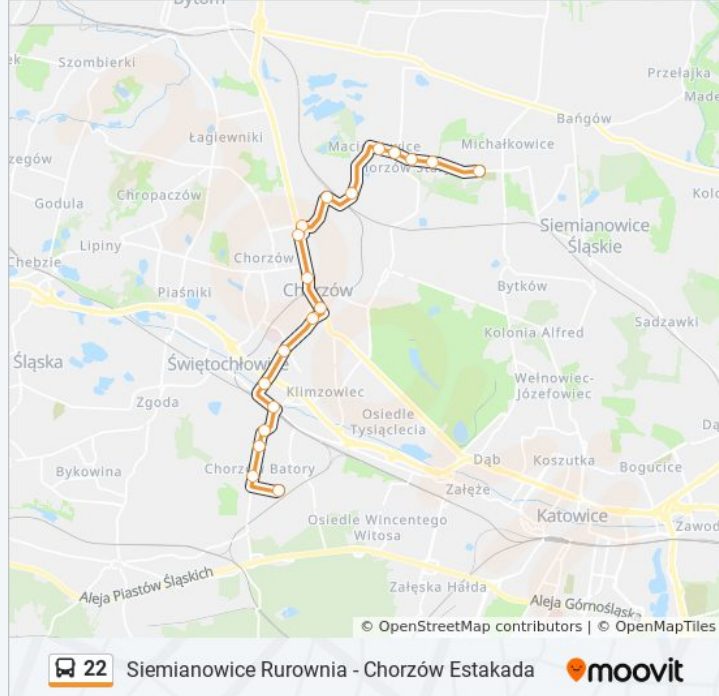 Bytom
Szombierki
Przełajka
Bangów
Łagiewniki
Michałkowice
Chropaczów
Godula
Siemianowice
Śląskie
Lipiny
Chorzów
Piaśniki
Chorzów
Bytków
Sadzawki
Kolonia Alfred
Śląska
Świętochłowice
Klimzowiec
Wełnowiec-
Józefowiec
Zgoda
Osiedle
Tysiąclecia
Dąb
Koszutka
Bogucice
Bykowina
Chorzów Batory
Załęże
Katowice
Osiedle Wincentego
Witosa
Aleja Piastów Śląskich
Załęska Hałda
Aleja Górnośląska
© OpenStreetMap contributors | © OpenMapTiles
22 Siemianowice Rurownia - Chorzów Estakada moovit